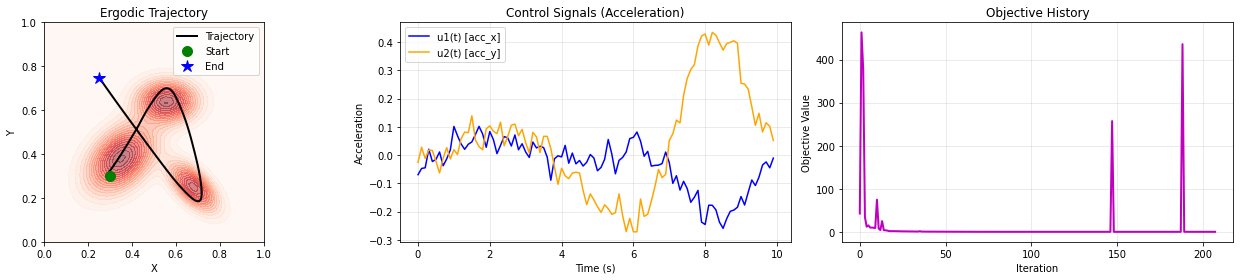 Ergodic Trajectory
Trajectory
Start
End
1.0
0.8
0.6
0.4
0.2
0.0
Y
0.0 0.2 0.4 0.6 0.8 1.0
X
Control Signals (Acceleration)
u1(t) [acc_x]
u2(t) [acc_y]
0.4
0.3
0.2
0.1
0.0
−0.1
−0.2
−0.3
Acceleration
0 2 4 6 8 10
Time (s)
Objective History
400
300
200
100
0
Objective Value
0 50 100 150 200
Iteration